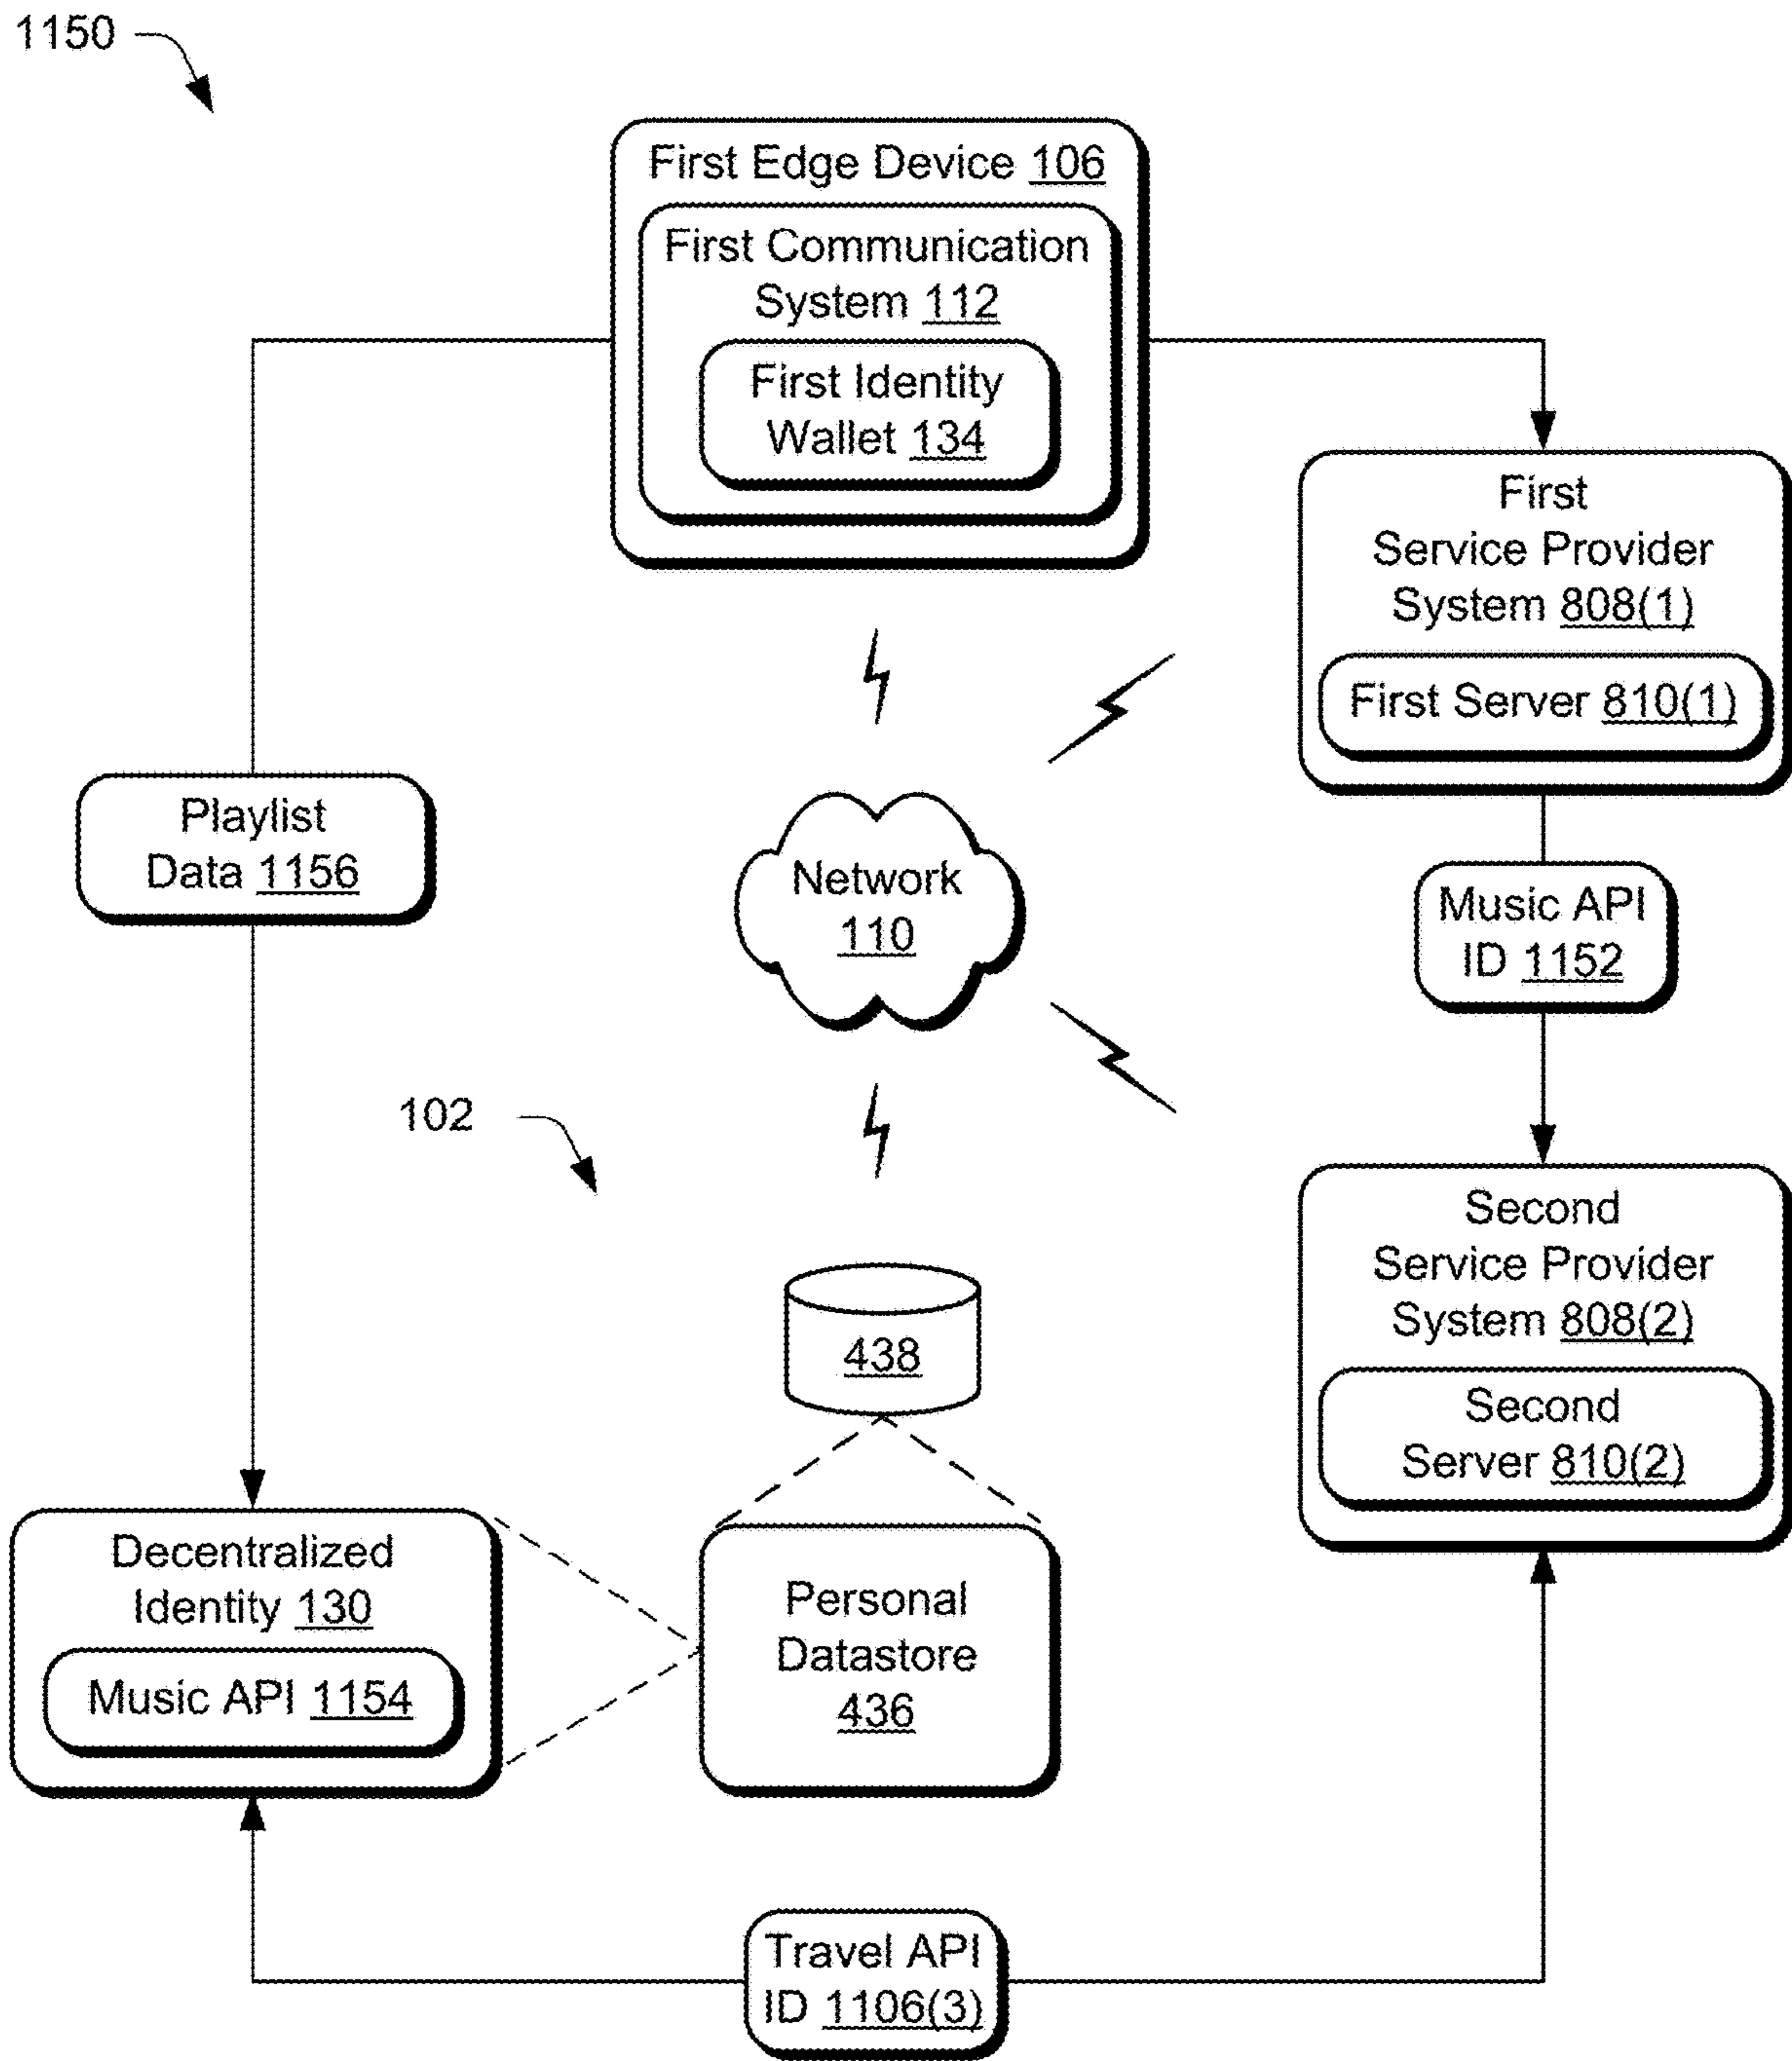 1150
First Edge Device 106
First Communication
System 112
First Identity
Wallet 134
First
Service Provider
System 808(1)
First Server 810(1)
Playlist
Data 1156
Network
110
Music API
ID 1152
102
Second
Service Provider
System 808(2)
Second
Server 810(2)
438
Decentralized
Identity 130
Music API 1154
Personal
Datastore
436
Travel API
ID 1106(3)